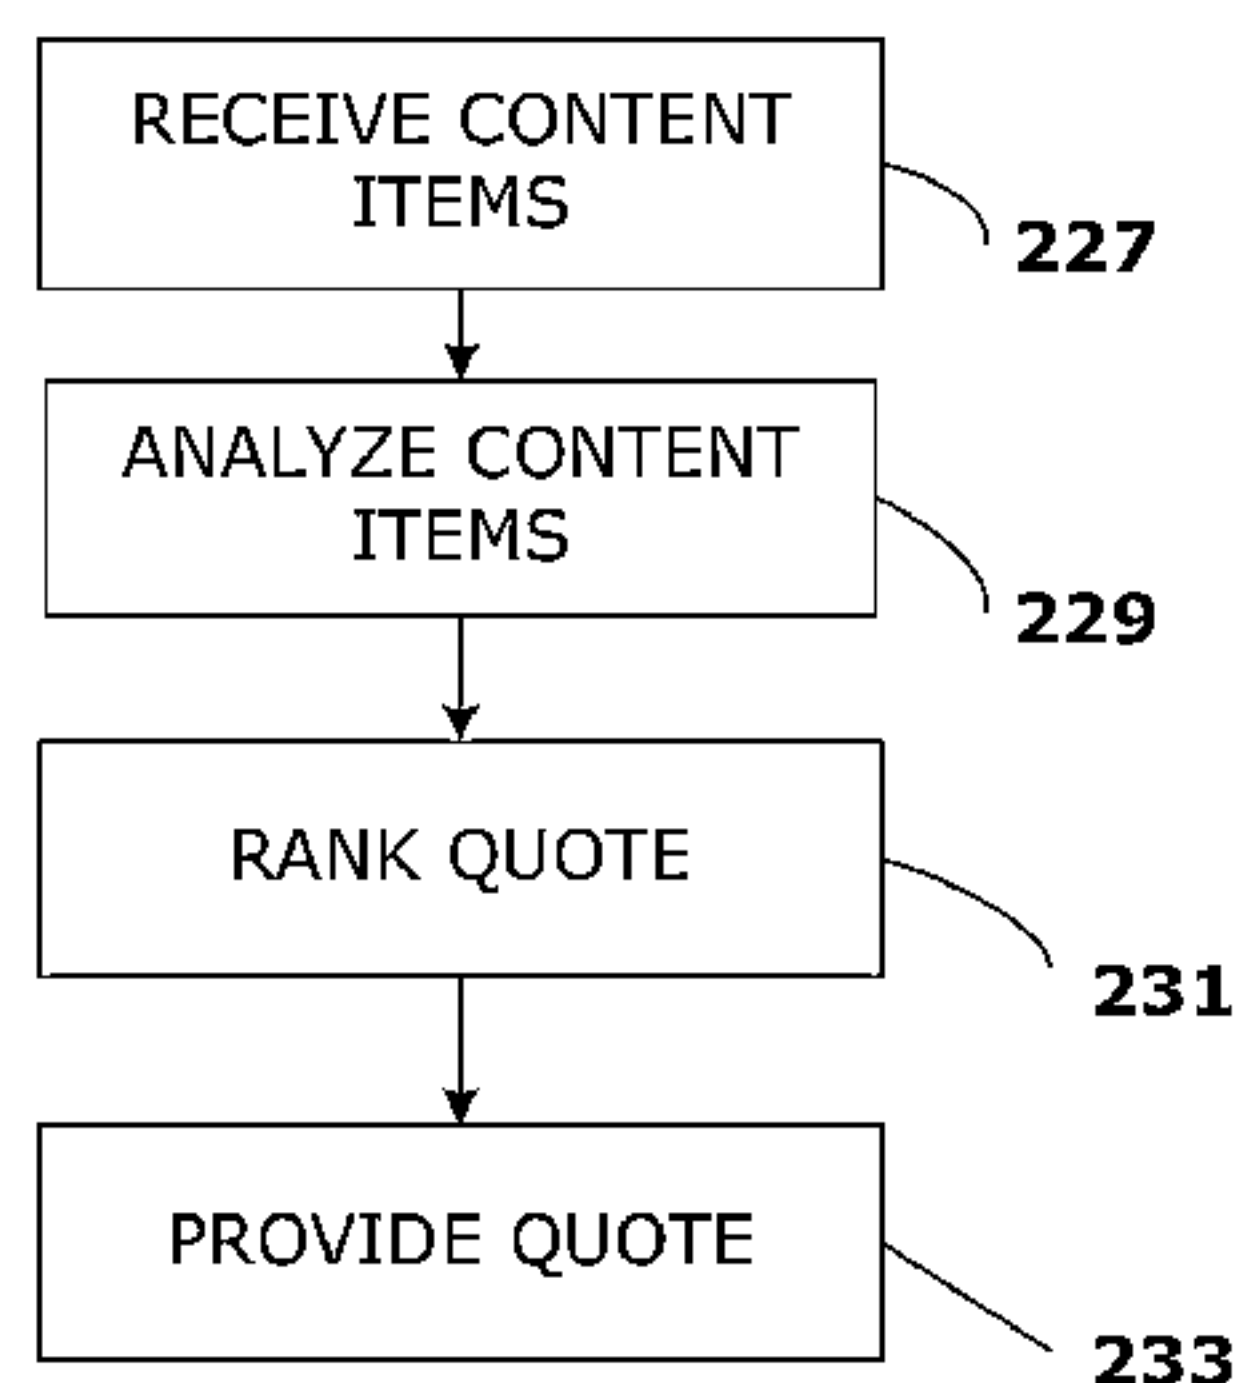 RECEIVE CONTENT
ITEMS
227
ANALYZE CONTENT
ITEMS
229
RANK QUOTE
231
PROVIDE QUOTE
233